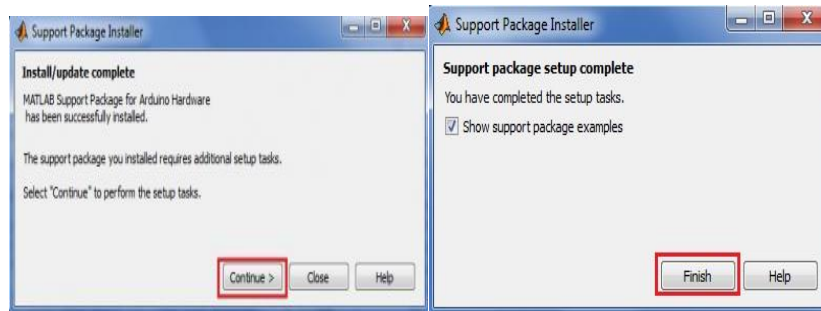 Support Package Installer
Install/update complete
MATLAB Support Package for Arduino Hardware
has been successfully installed.
The support package you installed requires additional setup tasks.
Select "Continue" to perform the setup tasks.
Continue >
Close
Help
Support Package Installer
Support package setup complete
You have completed the setup tasks.
Show support package examples
Finish
Help